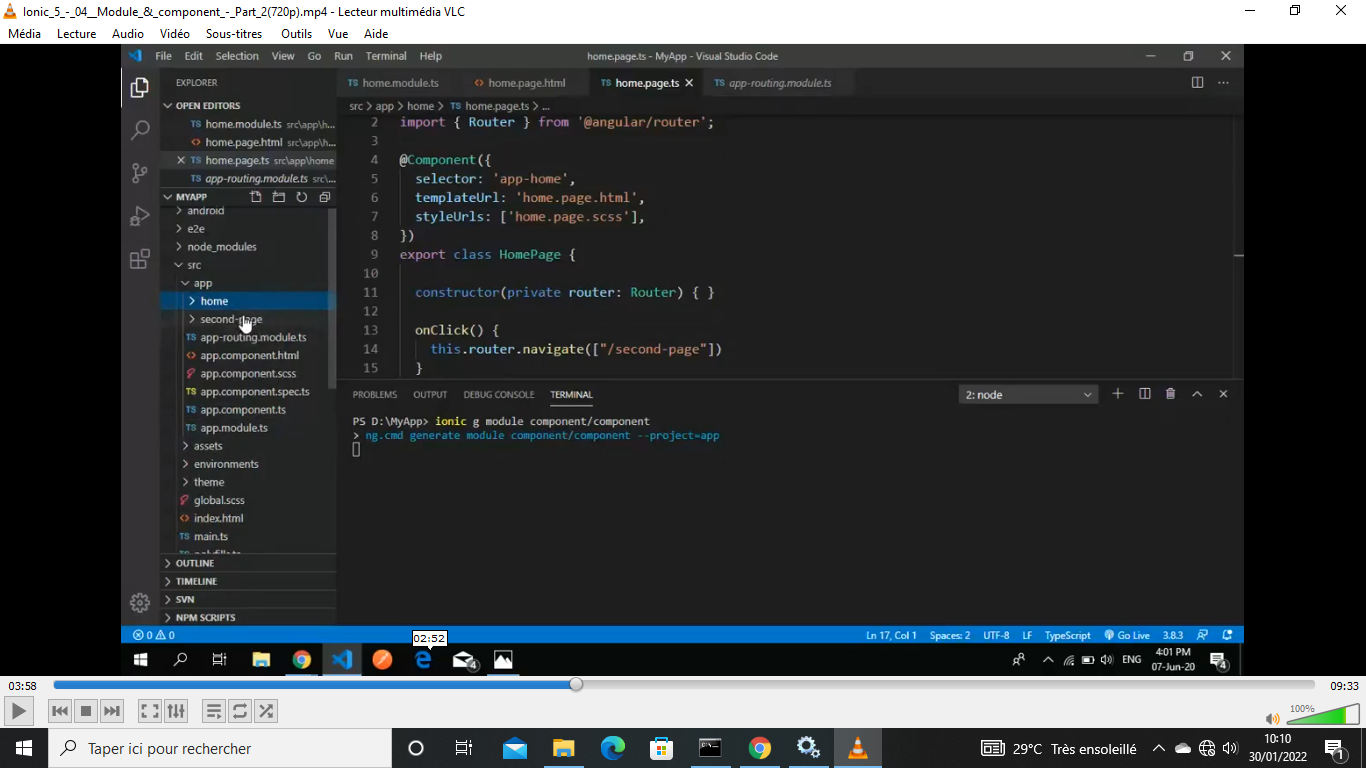 Ionic_5_-_04__Module_&_component_-_Part_2(720p).mp4 - Lecteur multimédia VLC
Média Lecture Audio Vidéo Sous-titres Outils Vue Aide
File Edit Selection View Go Run Terminal Help
home.page.ts - MyApp - Visual Studio Code
EXPLORER
OPEN EDITORS
TS home.module.ts src\app\h...
<> home.page.html src\app\h...
TS home.page.ts src\app\home
TS app-routing.module.ts src\...
MYAPP
android
e2e
node_modules
src
app
home
second-page
TS app-routing.module.ts
<> app.component.html
app.component.scss
TS app.component.spec.ts
TS app.component.ts
TS app.module.ts
assets
environments
theme
global.scss
<> index.html
TS main.ts
OUTLINE
TIMELINE
SVN
NPM SCRIPTS
TS home.module.ts <> home.page.html TS home.page.ts TS app-routing.module.ts
src > app > home > TS home.page.ts > ...
2 import { Router } from '@angular/router';
3
4 @Component({
5 selector: 'app-home',
6 templateUrl: 'home.page.html',
7 styleUrls: ['home.page.scss'],
8 })
9 export class HomePage {
10
11 constructor(private router: Router) { }
12
13 onClick() {
14 this.router.navigate(["/second-page"])
15 }
PROBLEMS OUTPUT DEBUG CONSOLE TERMINAL 2: node
PS D:\MyApp> ionic g module component/component
> ng.cmd generate module component/component --project=app
0 0 Ln 17, Col 1 Spaces: 2 UTF-8 LF TypeScript Go Live 3.8.3
02:52
4 ENG 4:01 PM
07-Jun-20 4
03:58 09:33
100%
Taper ici pour rechercher
29°C Très ensoleillé 10:10
30/01/2022 1